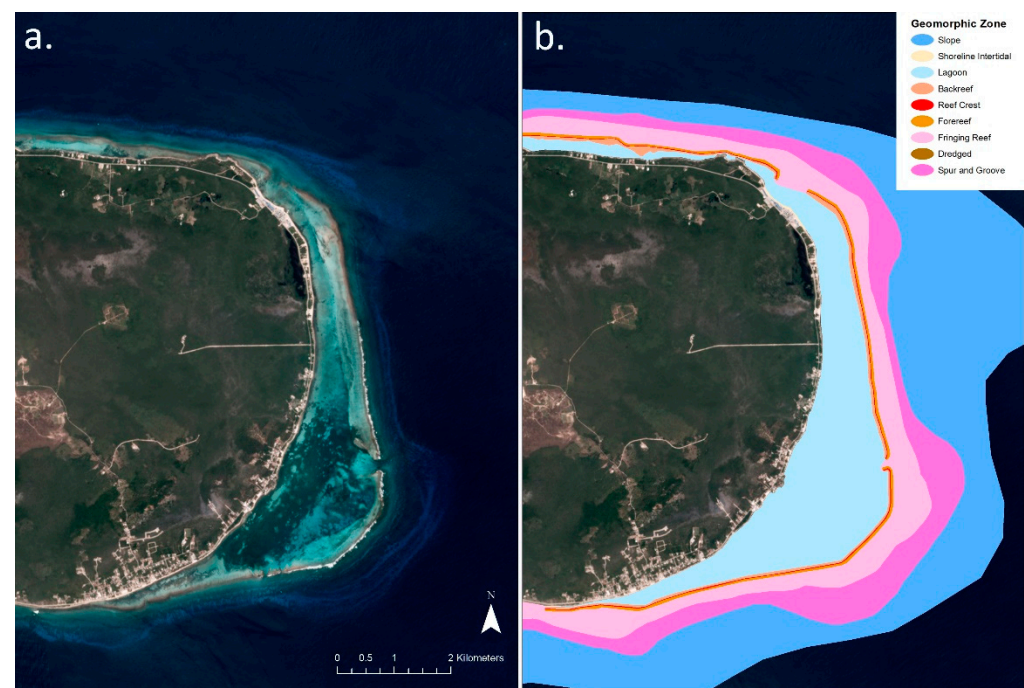 a.
b.
Geomorphic Zone
Slope
Shoreline Intertidal
Lagoon
Backreef
Reef Crest
Forereef
Fringing Reef
Dredged
Spur and Groove
N
0 0.5 1 2 Kilometers